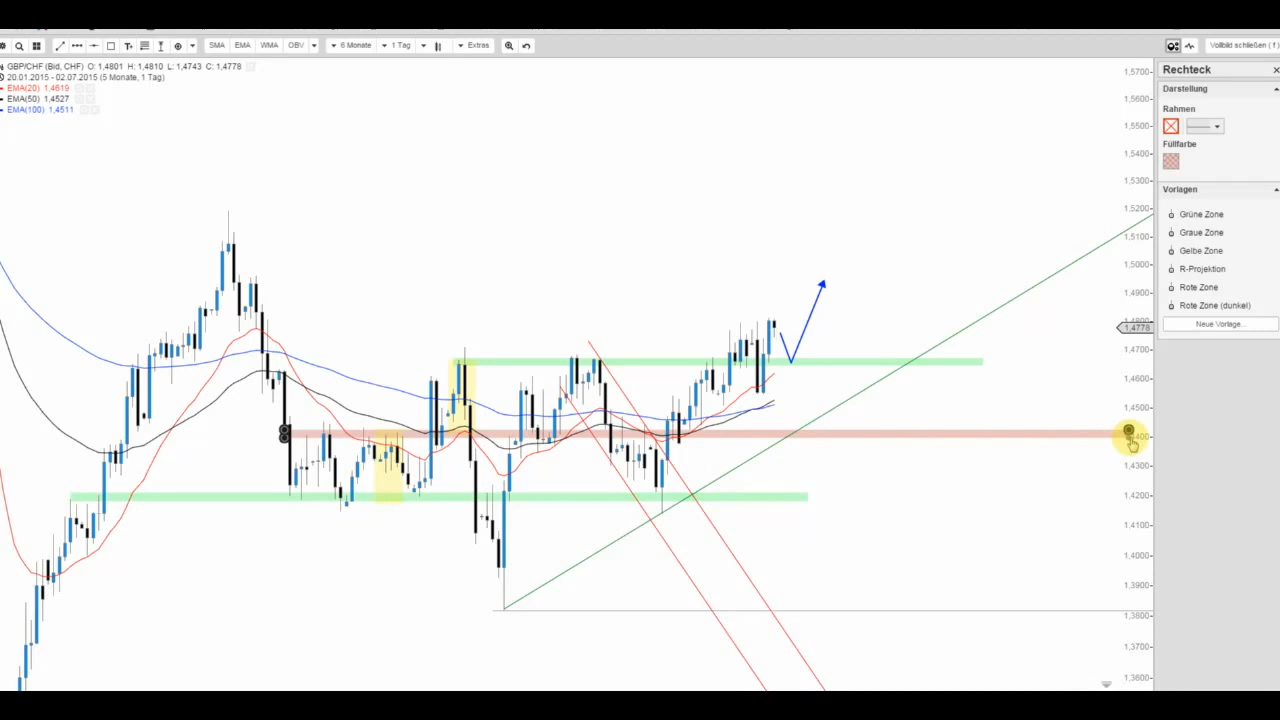 SMA EMA WMA OBV 6 Monate 1 Tag Extras Vollbild schließen ( f )
GBP/CHF (Bid, CHF) O: 1,4801 H: 1,4810 L: 1,4743 C: 1,4778
20.01.2015 - 02.07.2015 (5 Monate, 1 Tag)
EMA(20) 1,4619
EMA(50) 1,4527
EMA(100) 1,4511
1,5700
1,5600
1,5500
1,5400
1,5300
1,5200
1,5100
1,5000
1,4900
1,4800
1,4778
1,4700
1,4600
1,4500
1,4300
1,4200
1,4100
1,4000
1,3900
1,3800
1,3700
1,3600
Rechteck
Darstellung
Rahmen
Füllfarbe
Vorlagen
Grüne Zone
Graue Zone
Gelbe Zone
R-Projektion
Rote Zone
Rote Zone (dunkel)
Neue Vorlage...